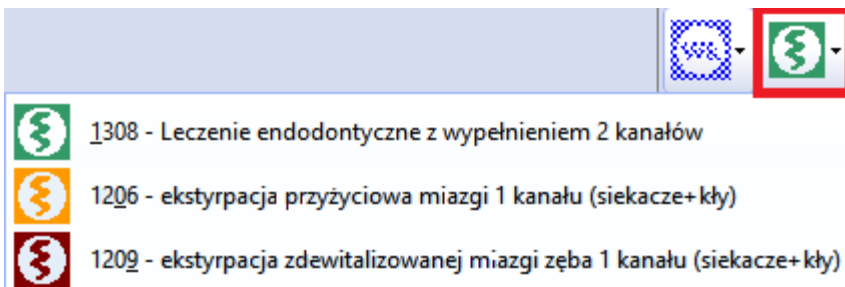 WK
1308 - Leczenie endodontyczne z wypełnieniem 2 kanałów
1206 - ekstyrpacja przyżyciowa miazgi 1 kanału (siekacze+kły)
1209 - ekstyrpacja zdewitalizowanej miazgi zęba 1 kanału (siekacze+kły)